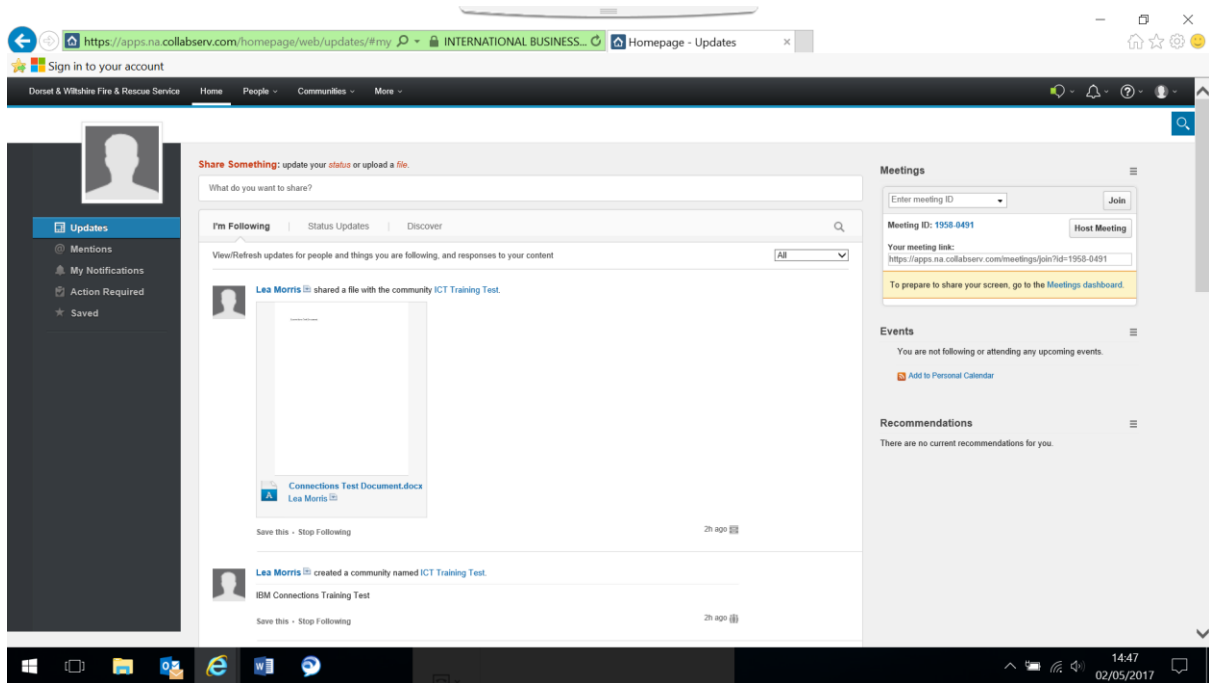 https://apps.na.collabserv.com/homepage/web/updates/#my
INTERNATIONAL BUSINESS...
Homepage - Updates
Sign in to your account
Dorset & Wiltshire Fire & Rescue Service Home People Communities More
Share Something: update your status or upload a file.
What do you want to share?
Updates
Mentions
My Notifications
Action Required
Saved
I'm Following Status Updates Discover
View/Refresh updates for people and things you are following, and responses to your content All
Lea Morris shared a file with the community ICT Training Test.
Connections Test Document.docx
Lea Morris
Save this • Stop Following 2h ago
Lea Morris created a community named ICT Training Test.
IBM Connections Training Test
Save this • Stop Following 2h ago
Meetings
Enter meeting ID Join
Meeting ID: 1958-0491 Host Meeting
Your meeting link:
https://apps.na.collabserv.com/meetings/join?id=1958-0491
To prepare to share your screen, go to the Meetings dashboard.
Events
You are not following or attending any upcoming events.
Add to Personal Calendar
Recommendations
There are no current recommendations for you.
14:47
02/05/2017